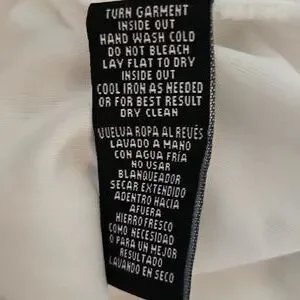 TURN GARMENT
INSIDE OUT
HAND WASH COLD
DO NOT BLEACH
LAY FLAT TO DRY
INSIDE OUT
COOL IRON AS NEEDED
OR FOR BEST RESULT
DRY CLEAN
VUELVA ROPA AL REVÉS
LAVADO A MANO
CON AGUA FRÍA
NO USAR
BLANQUEADOR
SECAR EXTENDIDO
ADENTRO HACIA
AFUERA
HIERRO FRESCO
COMO NECESIDAD
O PARA UN MEJOR
RESULTADO
LAVANDO EN SECO